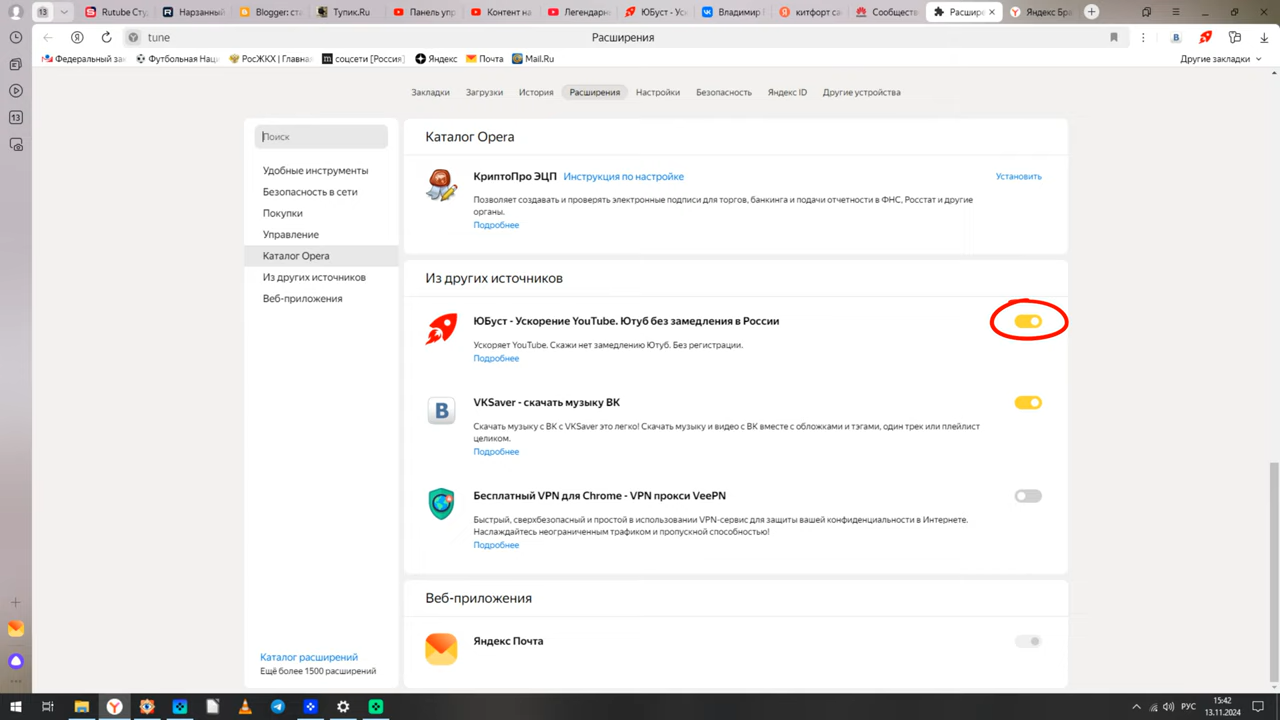 13
Rutube Сту
Нарзанный
Blogger: ста
Тупик.Ru
Панель упр
Контент на
Легендарн
ЮБуст - Уск
Владимир
китфорт са
Сообществ
Расшире
Яндекс Бра
tune
Расширения
Федеральный зак
Футбольная Наци
РосЖКХ | Главна
соцсети [Россия]
Яндекс
Почта
Mail.Ru
Другие закладки
13
Закладки
Загрузки
История
Расширения
Настройки
Безопасность
Яндекс ID
Другие устройства
Поиск
Удобные инструменты
Безопасность в сети
Покупки
Управление
Каталог Opera
Из других источников
Веб-приложения
Каталог расширений
Ещё более 1500 расширений
Каталог Opera
КриптоПро ЭЦП Инструкция по настройке
Установить
Позволяет создавать и проверять электронные подписи для торгов, банкинга и подачи отчетности в ФНС, Росстат и другие
органы.
Подробнее
Из других источников
ЮБуст - Ускорение YouTube. Ютуб без замедления в России
Ускоряет YouTube. Скажи нет замедлению Ютуб. Без регистрации.
Подробнее
VKSaver - скачать музыку ВК
Скачать музыку с ВК с VKSaver это легко! Скачать музыку и видео с ВК вместе с обложками и тэгами, один трек или плейлист
целиком.
Подробнее
Бесплатный VPN для Chrome - VPN прокси VeePN
Быстрый, сверхбезопасный и простой в использовании VPN-сервис для защиты вашей конфиденциальности в Интернете.
Наслаждайтесь неограниченным трафиком и пропускной способностью!
Подробнее
Веб-приложения
Яндекс Почта
РУС
15:42
13.11.2024